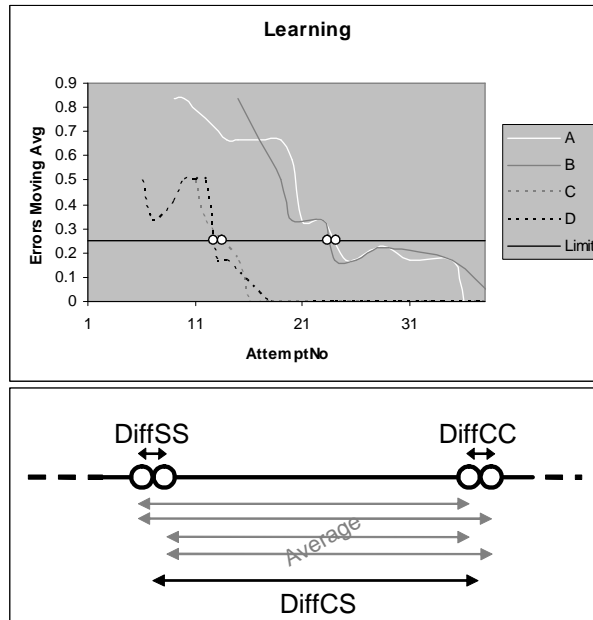 Learning
Errors Moving Avg
0.9
0.8
0.7
0.6
0.5
0.4
0.3
0.2
0.1
0
1
11
21
31
AttemptNo
A
B
C
D
Limit
DiffSS
DiffCC
Average
DiffCS